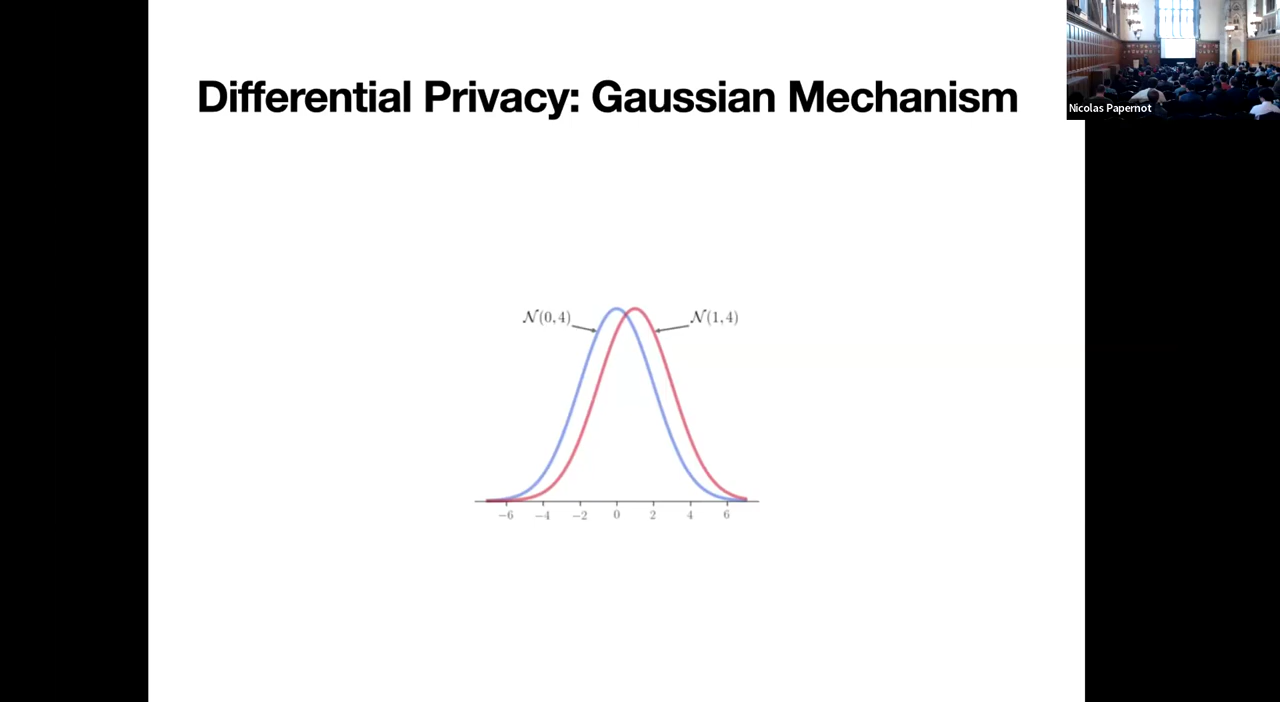 Differential Privacy: Gaussian Mechanism
Nicolas Papernot
𝒩(0, 4)
𝒩(1, 4)
−6 −4 −2 0 2 4 6